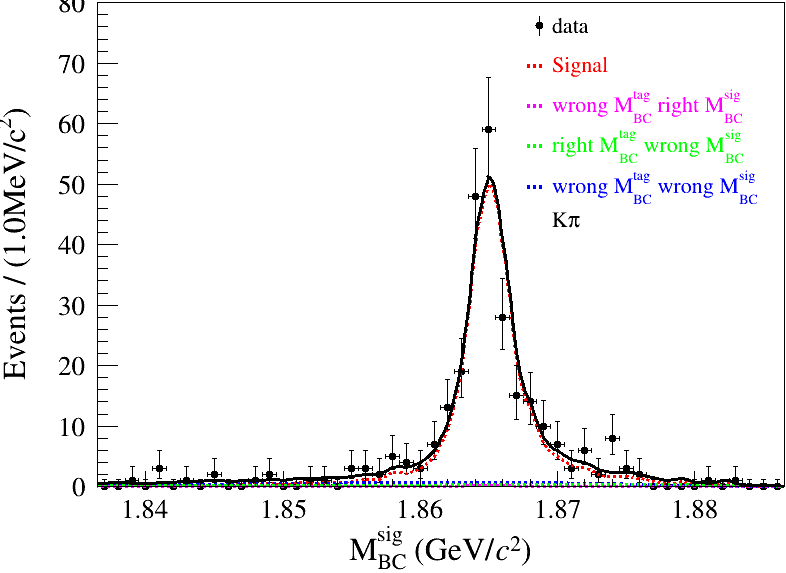 80
70
60
50
40
30
20
10
0
Events / (1.0MeV/c²)
data
Signal
wrong M_BC^tag right M_BC^sig
right M_BC^tag wrong M_BC^sig
wrong M_BC^tag wrong M_BC^sig
Kπ
1.84 1.85 1.86 1.87 1.88
M_BC^sig (GeV/c²)